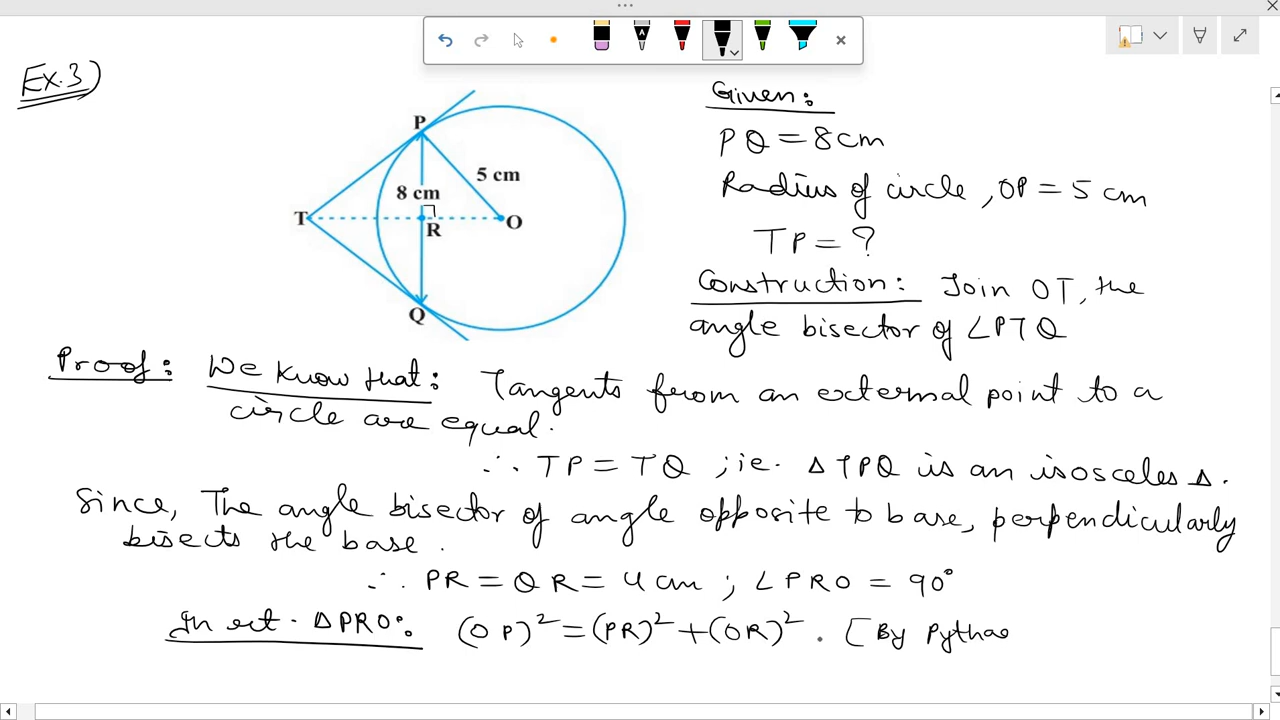 Ex.3)
P
5 cm
8 cm
T
R
O
Q
Given:
PQ = 8cm
Radius of circle, OP = 5 cm
TP = ?
Construction: Join OT, the
angle bisector of ∠PTQ
Proof: We know that: Tangents from an external point to a
circle are equal.
∴ TP = TQ ; ie. ΔTPQ is an isosceles Δ.
Since, The angle bisector of angle opposite to base, perpendicularly
bisects the base.
∴ PR = QR = 4cm ; ∠PRO = 90°
In rt. ΔPRO: (OP)² = (PR)² + (OR)² . [By Pythao